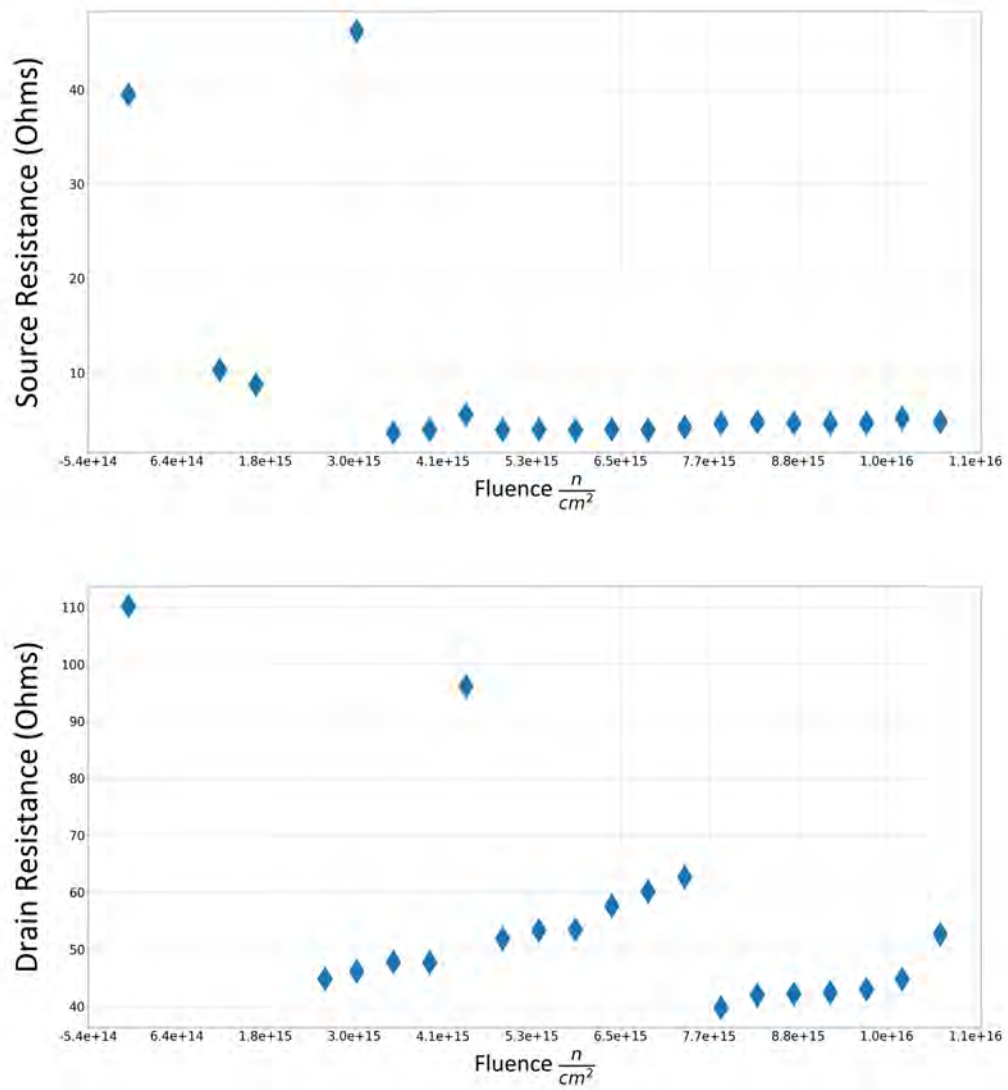 Source Resistance (Ohms)
40
30
20
10
-5.4e+14 6.4e+14 1.8e+15 3.0e+15 4.1e+15 5.3e+15 6.5e+15 7.7e+15 8.8e+15 1.0e+16 1.1e+16
Fluence n/cm²
Drain Resistance (Ohms)
110
100
90
80
70
60
50
40
-5.4e+14 6.4e+14 1.8e+15 3.0e+15 4.1e+15 5.3e+15 6.5e+15 7.7e+15 8.8e+15 1.0e+16 1.1e+16
Fluence n/cm²